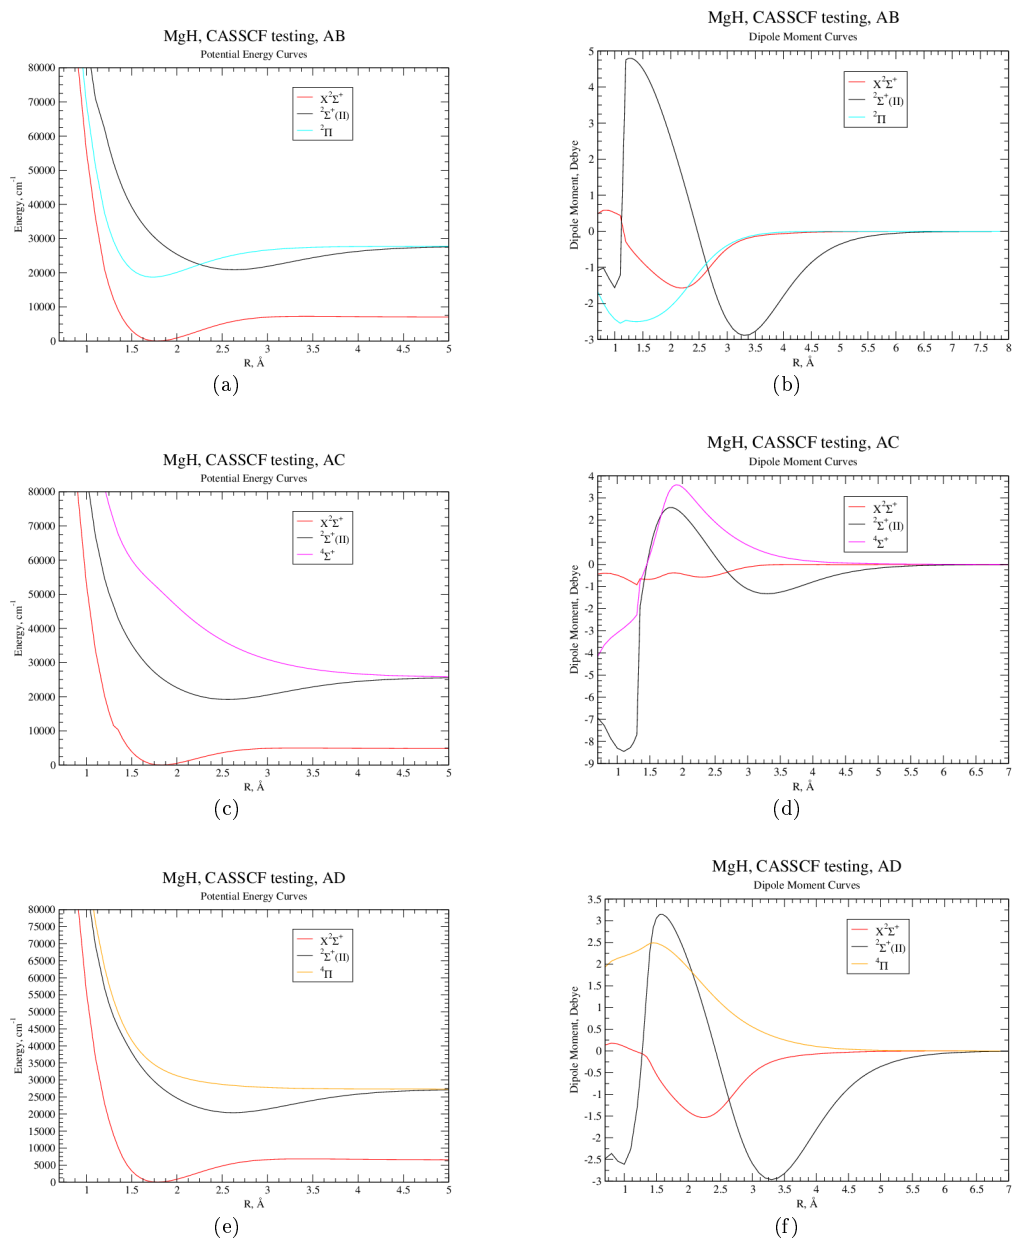 MgH, CASSCF testing, AB
Potential Energy Curves
80000
70000
60000
50000
40000
30000
20000
10000
0
Energy, cm⁻¹
X²Σ⁺
²Σ⁺(II)
²Π
1 1.5 2 2.5 3 3.5 4 4.5 5
R, Å
(a)
MgH, CASSCF testing, AB
Dipole Moment Curves
5
4
3
2
1
0
-1
-2
-3
Dipole Moment, Debye
X²Σ⁺
²Σ⁺(II)
²Π
1 1.5 2 2.5 3 3.5 4 4.5 5 5.5 6 6.5 7 7.5 8
R, Å
(b)
MgH, CASSCF testing, AC
Potential Energy Curves
80000
70000
60000
50000
40000
30000
20000
10000
0
Energy, cm⁻¹
X²Σ⁺
²Σ⁺(II)
⁴Σ⁺
1 1.5 2 2.5 3 3.5 4 4.5 5
R, Å
(c)
MgH, CASSCF testing, AC
Dipole Moment Curves
4
3
2
1
0
-1
-2
-3
-4
-5
-6
-7
-8
-9
Dipole Moment, Debye
X²Σ⁺
²Σ⁺(II)
⁴Σ⁺
1 1.5 2 2.5 3 3.5 4 4.5 5 5.5 6 6.5 7
R, Å
(d)
MgH, CASSCF testing, AD
Potential Energy Curves
80000
75000
70000
65000
60000
55000
50000
45000
40000
35000
30000
25000
20000
15000
10000
5000
0
Energy, cm⁻¹
X²Σ⁺
²Σ⁺(II)
⁴Π
1 1.5 2 2.5 3 3.5 4 4.5 5
R, Å
(e)
MgH, CASSCF testing, AD
Dipole Moment Curves
3.5
3
2.5
2
1.5
1
0.5
0
-0.5
-1
-1.5
-2
-2.5
-3
Dipole Moment, Debye
X²Σ⁺
²Σ⁺(II)
⁴Π
1 1.5 2 2.5 3 3.5 4 4.5 5 5.5 6 6.5 7
R, Å
(f)